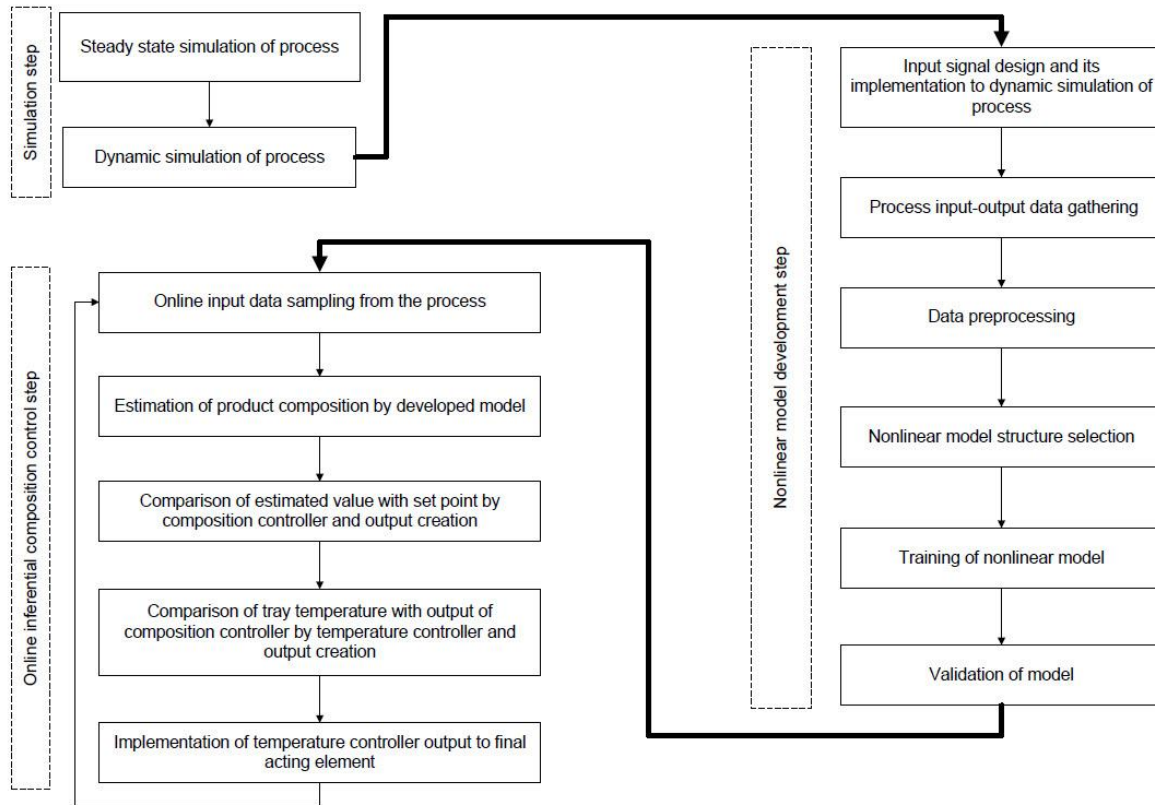 Simulation step
Steady state simulation of process
Dynamic simulation of process
Input signal design and its
implementation to dynamic simulation of
process
Process input-output data gathering
Data preprocessing
Nonlinear model structure selection
Training of nonlinear model
Validation of model
Nonlinear model development step
Online inferential composition control step
Online input data sampling from the process
Estimation of product composition by developed model
Comparison of estimated value with set point by
composition controller and output creation
Comparison of tray temperature with output of
composition controller by temperature controller and
output creation
Implementation of temperature controller output to final
acting element